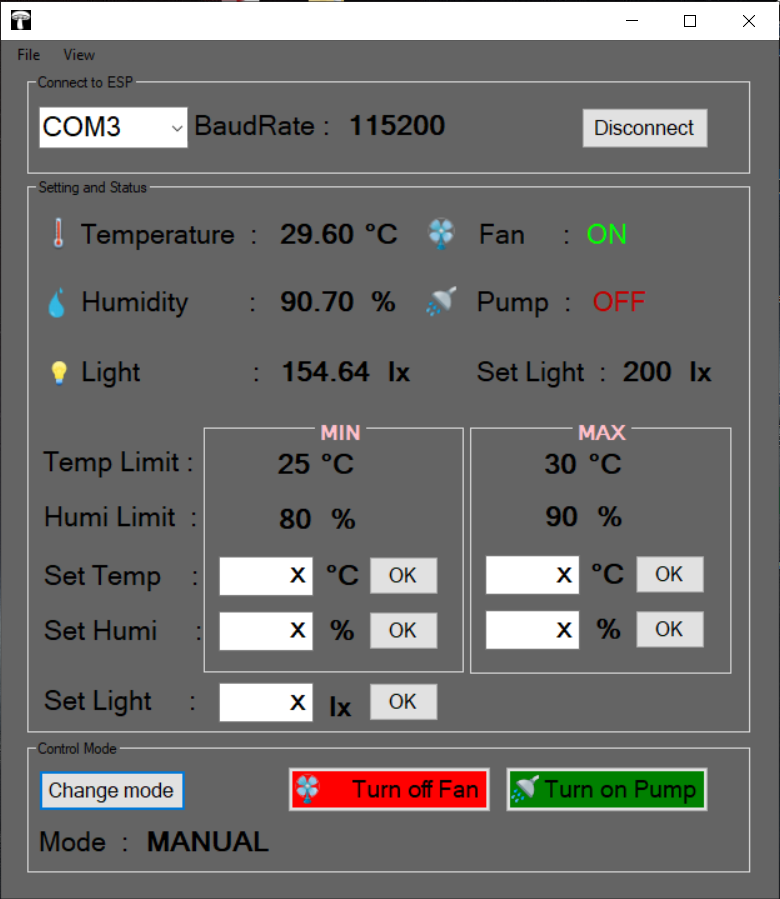 File View
Connect to ESP
COM3 BaudRate : 115200 Disconnect
Setting and Status
Temperature : 29.60 °C Fan : ON
Humidity : 90.70 % Pump : OFF
Light : 154.64 lx Set Light : 200 lx
MIN MAX
Temp Limit : 25 °C 30 °C
Humi Limit : 80 % 90 %
Set Temp : X °C OK X °C OK
Set Humi : X % OK X % OK
Set Light : X lx OK
Control Mode
Change mode Turn off Fan Turn on Pump
Mode : MANUAL